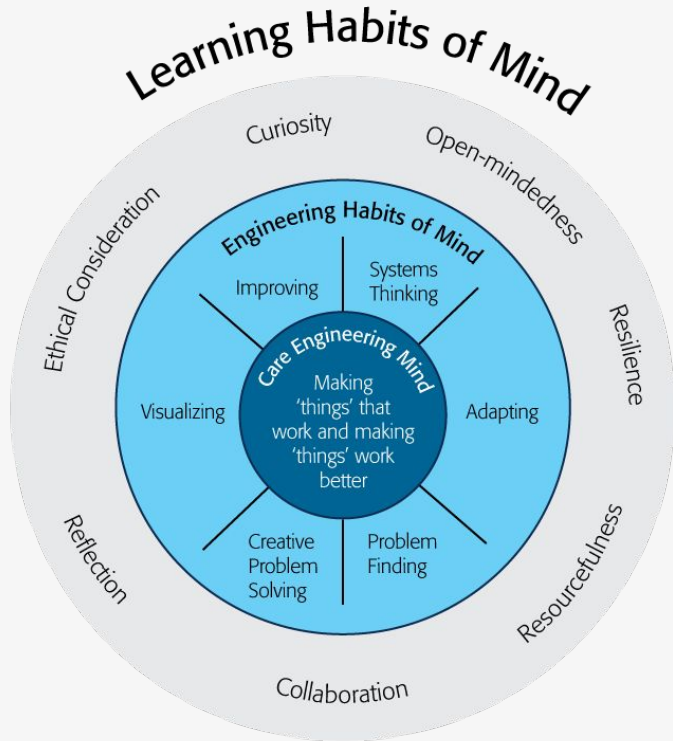 Learning Habits of Mind
Curiosity
Open-mindedness
Resilience
Resourcefulness
Collaboration
Reflection
Ethical Consideration
Engineering Habits of Mind
Improving
Systems
Thinking
Adapting
Problem
Finding
Creative
Problem
Solving
Visualizing
Care Engineering Mind
Making
'things' that
work and making
'things' work
better